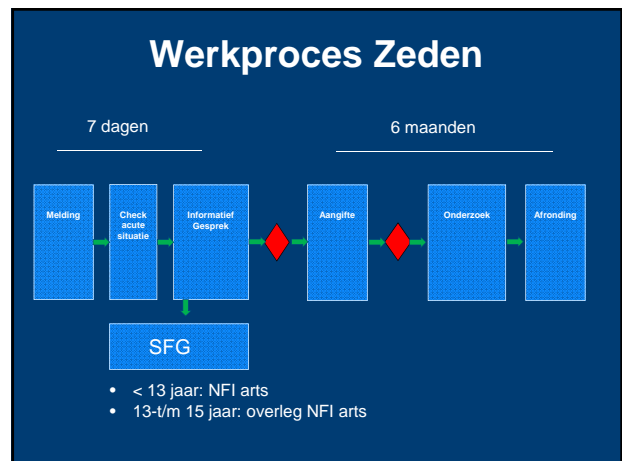 Werkproces Zeden
7 dagen
6 maanden
Melding
Check
acute
situatie
Informatief
Gesprek
Aangifte
Onderzoek
Afronding
SFG
• < 13 jaar: NFI arts
• 13-t/m 15 jaar: overleg NFI arts